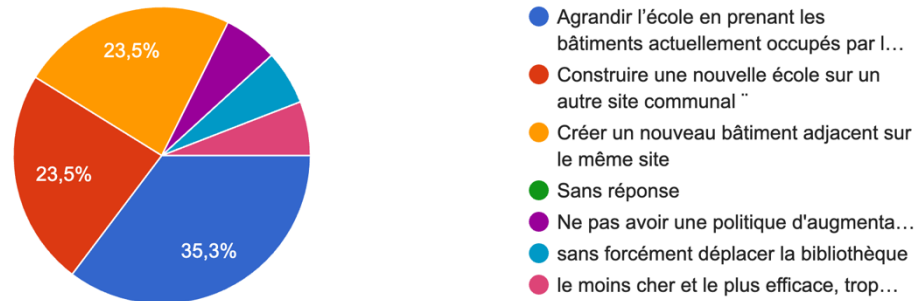 23,5%
23,5%
35,3%
Agrandir l'école en prenant les
bâtiments actuellement occupés par l…
Construire une nouvelle école sur un
autre site communal ¨
Créer un nouveau bâtiment adjacent sur
le même site
Sans réponse
Ne pas avoir une politique d'augmenta…
sans forcément déplacer la bibliothèque
le moins cher et le plus efficace, trop…